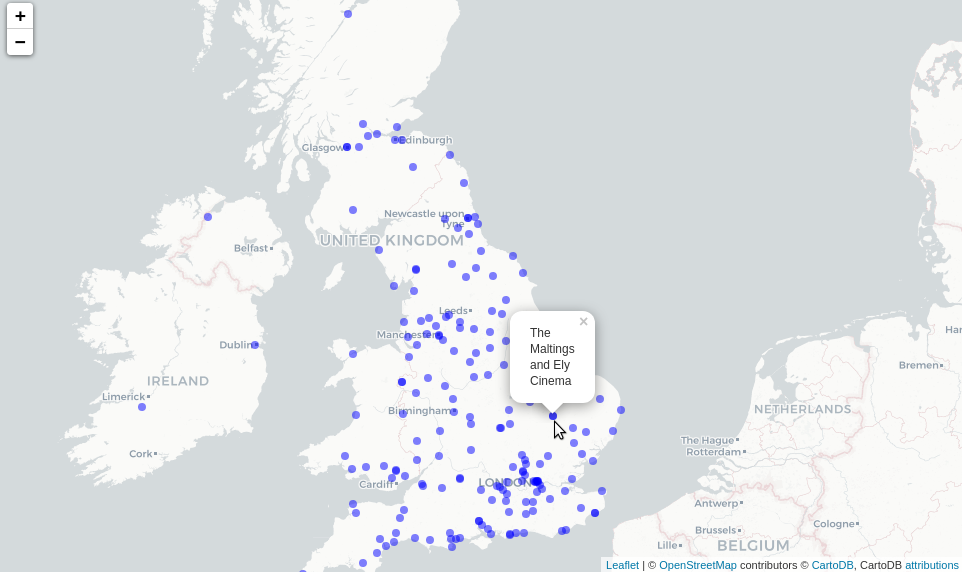 +
−
Glasgow
Edinburgh
Newcastle upon
Tyne
UNITED KINGDOM
Belfast
Leeds
The
Maltings
and Ely
Cinema
×
Manchester
Dublin
IRELAND
Limerick
Birmingham
Cork
Cardiff
LONDON
Bremen
NETHERLANDS
The Hague
Rotterdam
Antwerp
Cologne
Brussels
Lille
BELGIUM
Leaflet | © OpenStreetMap contributors © CartoDB, CartoDB attributions